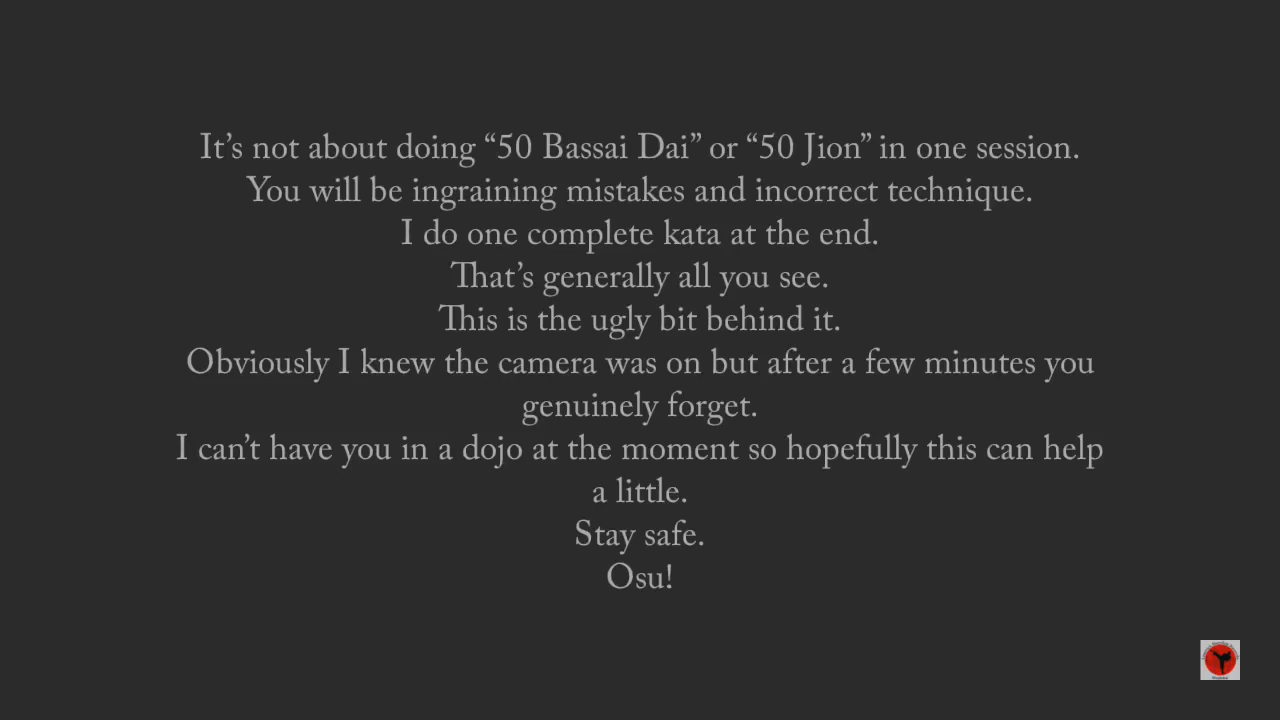 It’s not about doing “50 Bassai Dai” or “50 Jion” in one session.
You will be ingraining mistakes and incorrect technique.
I do one complete kata at the end.
That’s generally all you see.
This is the ugly bit behind it.
Obviously I knew the camera was on but after a few minutes you
genuinely forget.
I can’t have you in a dojo at the moment so hopefully this can help
a little.
Stay safe.
Osu!